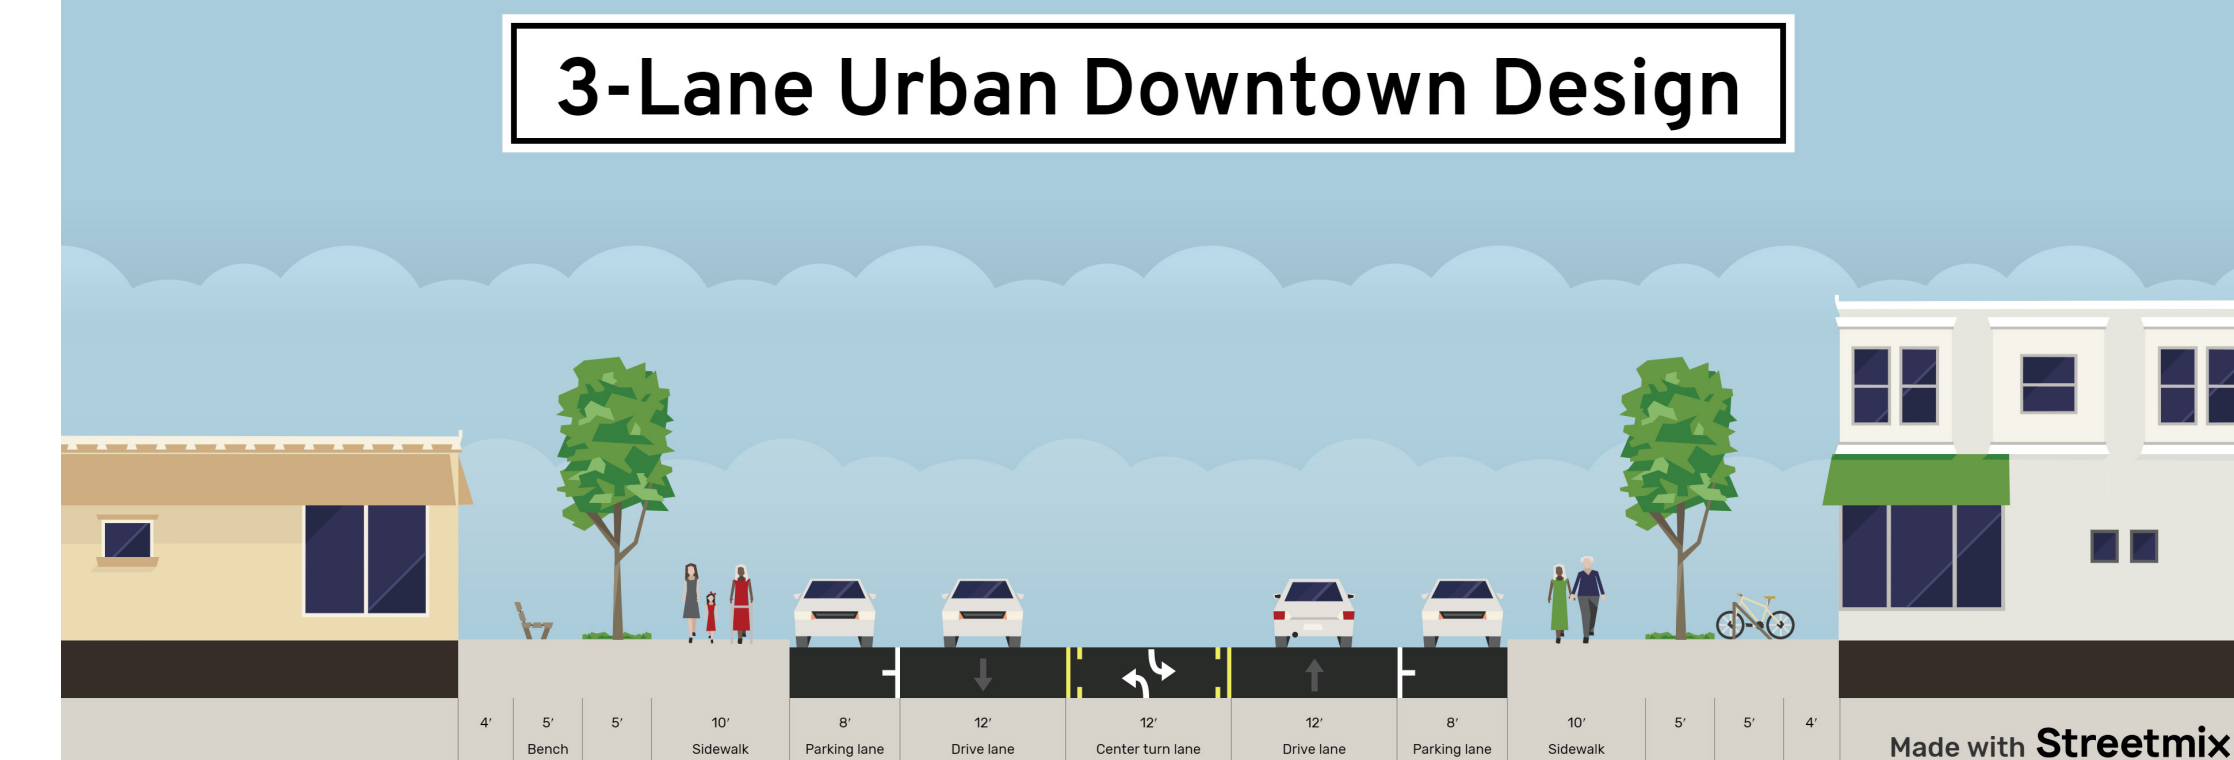 3-Lane Urban Downtown Design
4′ 5′ 5′ 10′ 8′ 12′ 12′ 12′ 8′ 10′ 5′ 5′ 4′
Bench Sidewalk Parking lane Drive lane Center turn lane Drive lane Parking lane Sidewalk
Made with Streetmix